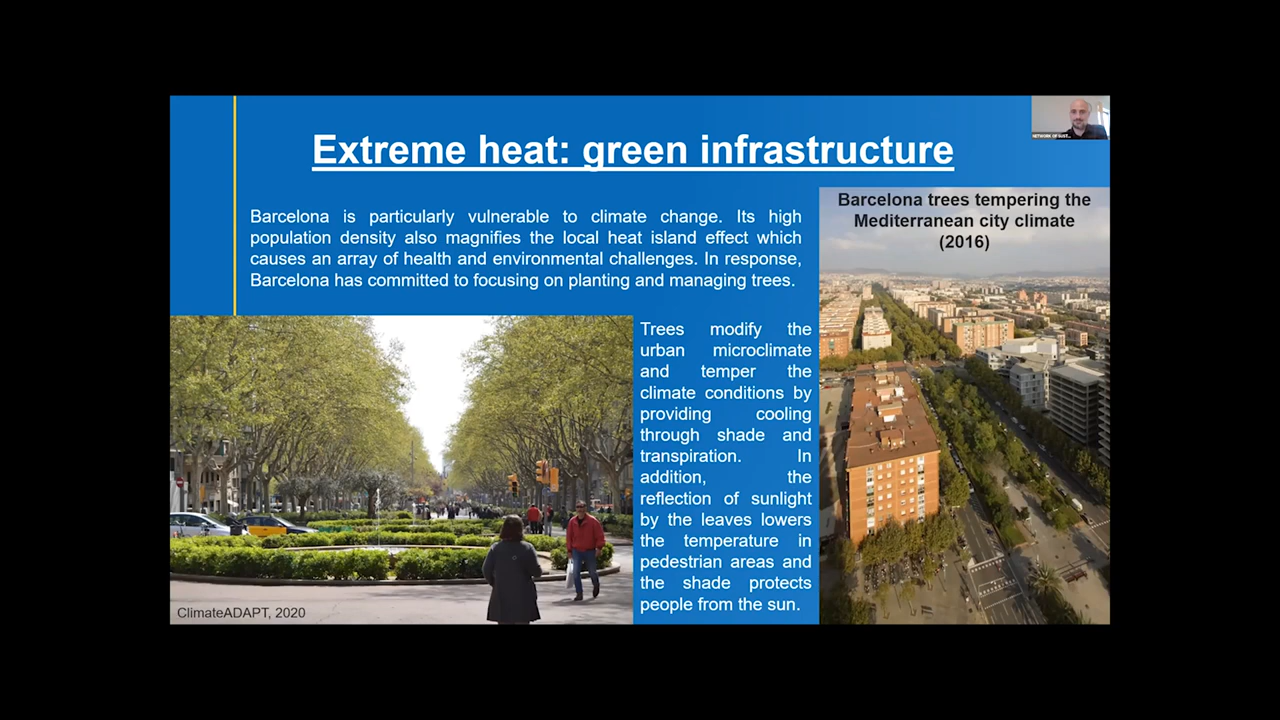 Extreme heat: green infrastructure
NETWORK OF SUST...
Barcelona is particularly vulnerable to climate change. Its high
population density also magnifies the local heat island effect which
causes an array of health and environmental challenges. In response,
Barcelona has committed to focusing on planting and managing trees.
Barcelona trees tempering the
Mediterranean city climate
(2016)
Trees modify the
urban microclimate
and temper the
climate conditions by
providing cooling
through shade and
transpiration. In
addition, the
reflection of sunlight
by the leaves lowers
the temperature in
pedestrian areas and
the shade protects
people from the sun.
ClimateADAPT, 2020